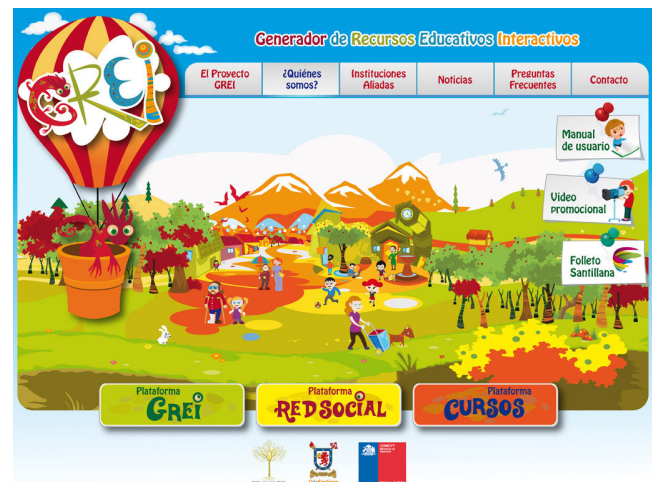 GREI
Generador de Recursos Educativos Interactivos
El Proyecto
GREI
¿Quiénes
somos?
Instituciones
Aliadas
Noticias
Preguntas
Frecuentes
Contacto
Manual
de usuario
Video
promocional
Folleto
Santillana
Plataforma
GREI
Plataforma
RED SOCIAL
Plataforma
CURSOS
CONICYT